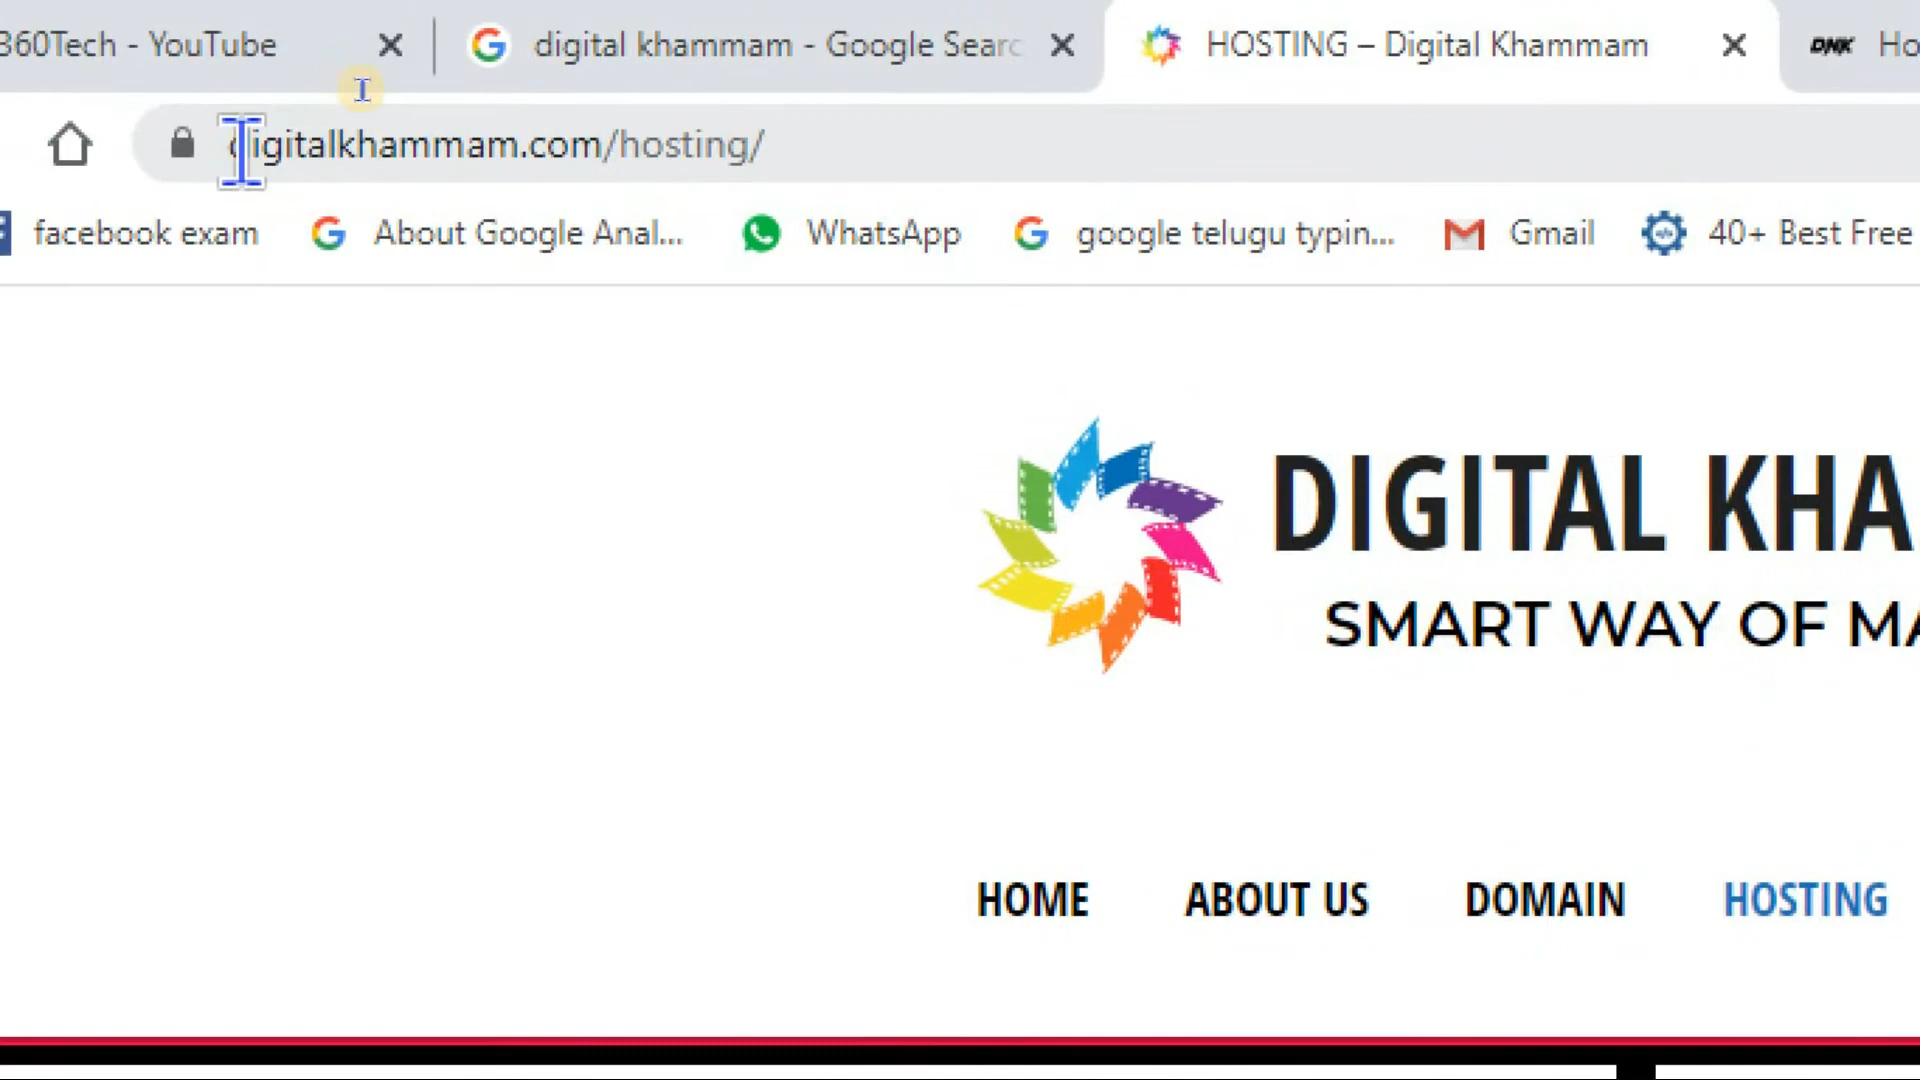 360Tech - YouTube
digital khammam - Google Searc
HOSTING – Digital Khammam
DNK Ho
digitalkhammam.com/hosting/
facebook exam
About Google Anal...
WhatsApp
google telugu typin...
Gmail
40+ Best Free
DIGITAL KHA
SMART WAY OF MA
HOME
ABOUT US
DOMAIN
HOSTING